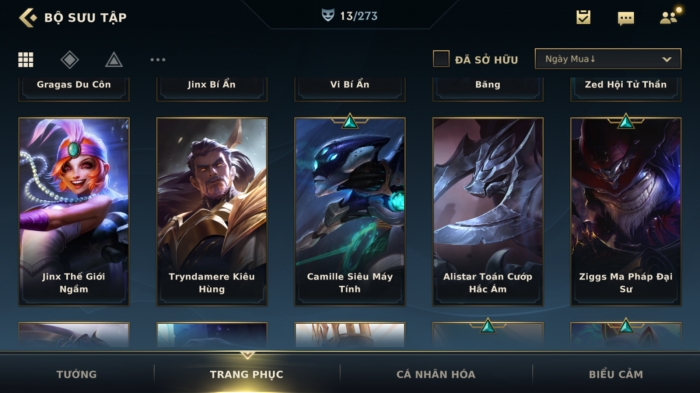 BỘ SƯU TẬP
13/273
ĐÃ SỞ HỮU
Ngày Mua↓
Gragas Du Côn
Jinx Bí Ẩn
Vi Bí Ẩn
Băng
Zed Hội Tử Thần
Jinx Thế Giới
Ngầm
Tryndamere Kiêu
Hùng
Camille Siêu Máy
Tính
Alistar Toán Cướp
Hắc Ám
Ziggs Ma Pháp Đại
Sư
TƯỚNG
TRANG PHỤC
CÁ NHÂN HÓA
BIỂU CẢM